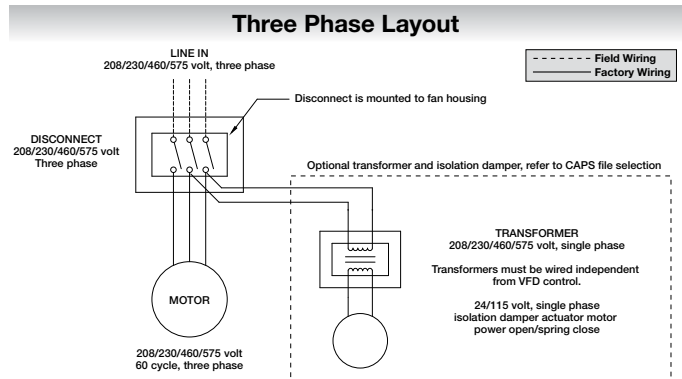 Three Phase Layout
LINE IN
208/230/460/575 volt, three phase
Field Wiring
Factory Wiring
Disconnect is mounted to fan housing
DISCONNECT
208/230/460/575 volt
Three phase
Optional transformer and isolation damper, refer to CAPS file selection
TRANSFORMER
208/230/460/575 volt, single phase
Transformers must be wired independent
from VFD control.
24/115 volt, single phase
isolation damper actuator motor
power open/spring close
MOTOR
208/230/460/575 volt
60 cycle, three phase